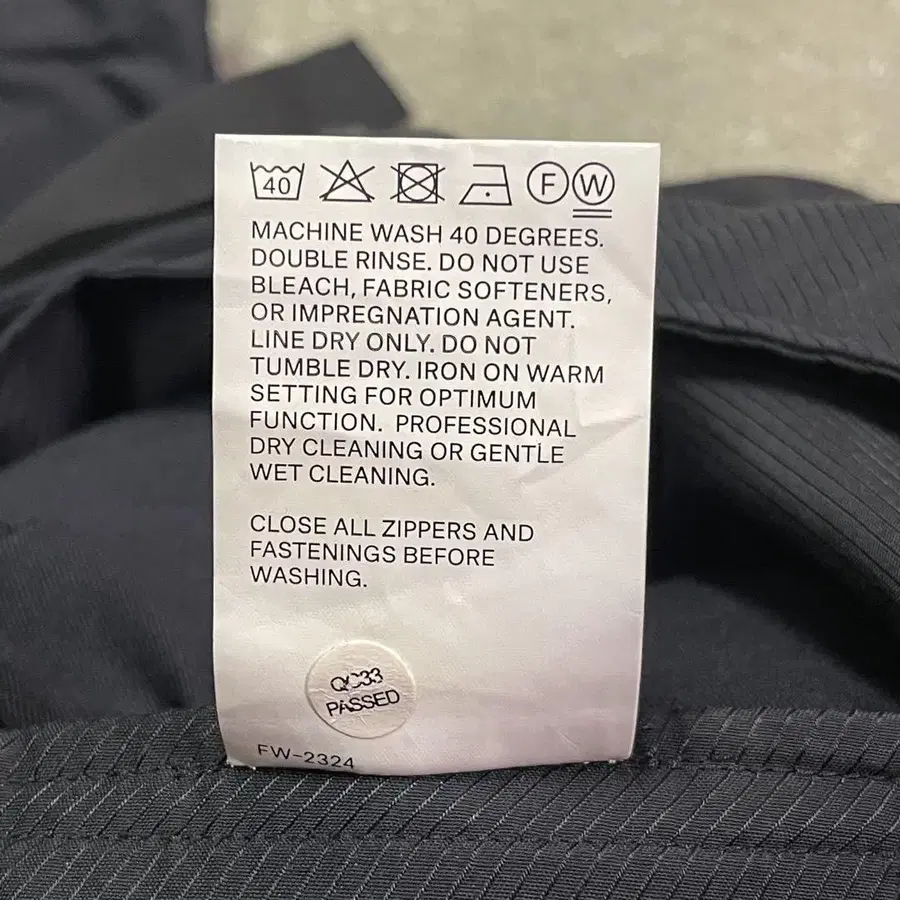 40 F W
MACHINE WASH 40 DEGREES.
DOUBLE RINSE. DO NOT USE
BLEACH, FABRIC SOFTENERS,
OR IMPREGNATION AGENT.
LINE DRY ONLY. DO NOT
TUMBLE DRY. IRON ON WARM
SETTING FOR OPTIMUM
FUNCTION. PROFESSIONAL
DRY CLEANING OR GENTLE
WET CLEANING.
CLOSE ALL ZIPPERS AND
FASTENINGS BEFORE
WASHING.
QC33
PASSED
FW-2324